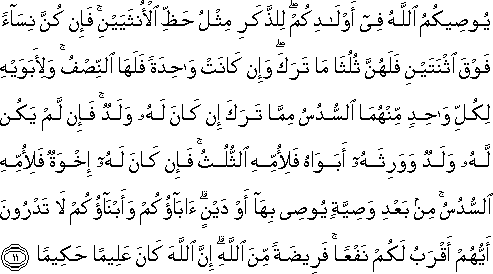 يُوصِيكُمُ ٱللَّهُ فِىٓ أَوْلَـٰدِكُمْ ۖ لِلذَّكَرِ مِثْلُ حَظِّ ٱلْأُنثَيَيْنِ ۚ فَإِن كُنَّ نِسَآءً
فَوْقَ ٱثْنَتَيْنِ فَلَهُنَّ ثُلُثَا مَا تَرَكَ ۖ وَإِن كَانَتْ وَٰحِدَةً فَلَهَا ٱلنِّصْفُ ۚ وَلِأَبَوَيْهِ
لِكُلِّ وَٰحِدٍ مِّنْهُمَا ٱلسُّدُسُ مِمَّا تَرَكَ إِن كَانَ لَهُۥ وَلَدٌ ۚ فَإِن لَّمْ يَكُن
لَّهُۥ وَلَدٌ وَوَرِثَهُۥٓ أَبَوَاهُ فَلِأُمِّهِ ٱلثُّلُثُ ۚ فَإِن كَانَ لَهُۥٓ إِخْوَةٌ فَلِأُمِّهِ
ٱلسُّدُسُ ۚ مِنۢ بَعْدِ وَصِيَّةٍ يُوصِى بِهَآ أَوْ دَيْنٍ ۗ ءَابَآؤُكُمْ وَأَبْنَآؤُكُمْ لَا تَدْرُونَ
أَيُّهُمْ أَقْرَبُ لَكُمْ نَفْعًا ۚ فَرِيضَةً مِّنَ ٱللَّهِ ۗ إِنَّ ٱللَّهَ كَانَ عَلِيمًا حَكِيمًا ﴿١١﴾